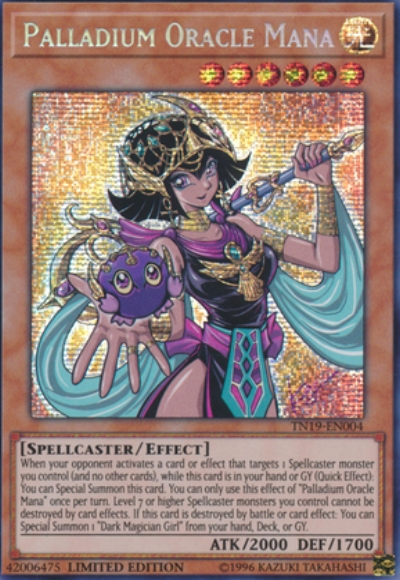 PALLADIUM ORACLE MANA
TN19-EN004
[SPELLCASTER/EFFECT]
When your opponent activates a card or effect that targets 1 Spellcaster monster
you control (and no other cards), while this card is in your hand or GY (Quick Effect):
You can Special Summon this card. You can only use this effect of "Palladium Oracle
Mana" once per turn. Level 7 or higher Spellcaster monsters you control cannot be
destroyed by card effects. If this card is destroyed by battle or card effect: You can
Special Summon 1 "Dark Magician Girl" from your hand, Deck, or GY.
ATK/2000 DEF/1700
42006475 LIMITED EDITION ©1996 KAZUKI TAKAHASHI